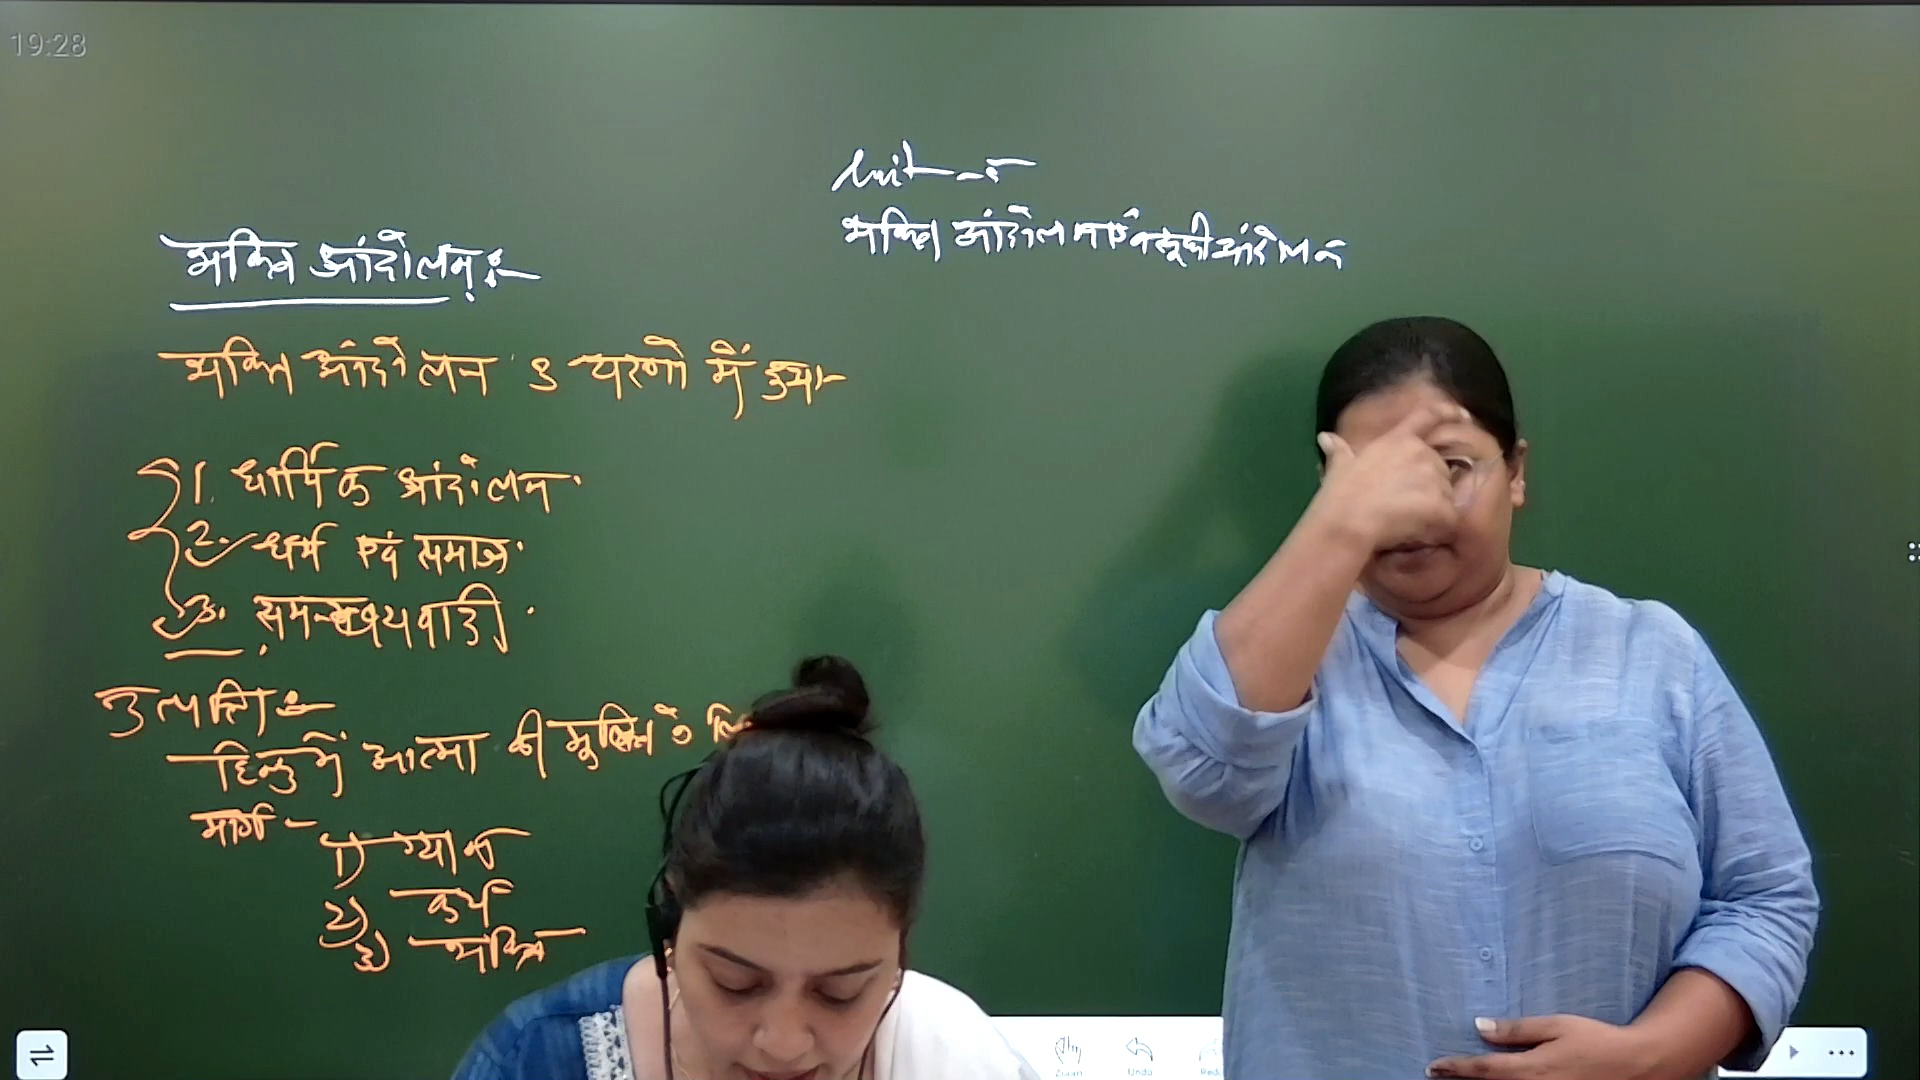 19:28
Unit-5
भक्ति आंदोलन एवं सूफी आंदोलन
भक्ति आंदोलन :-
भक्ति आंदोलन 3 चरणो में हुआ-
1. धार्मिक आंदोलन
2. धर्म एवं समाज
3. समन्वयवादी
उत्पत्ति :-
हिन्दु में आत्मा की मुक्ति के
मार्ग -
1) ग्यान
2) कर्म
3) भक्ति
Undo